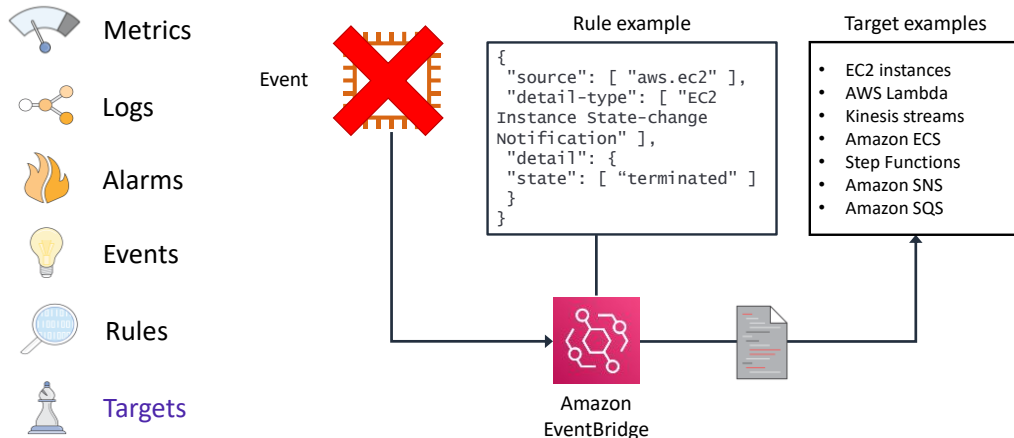 Metrics
Logs
Alarms
Events
Rules
Targets
Event
Rule example
{
"source": [ "aws.ec2" ],
"detail-type": [ "EC2
Instance State-change
Notification" ],
"detail": {
"state": [ “terminated" ]
}
}
Target examples
• EC2 instances
• AWS Lambda
• Kinesis streams
• Amazon ECS
• Step Functions
• Amazon SNS
• Amazon SQS
Amazon
EventBridge